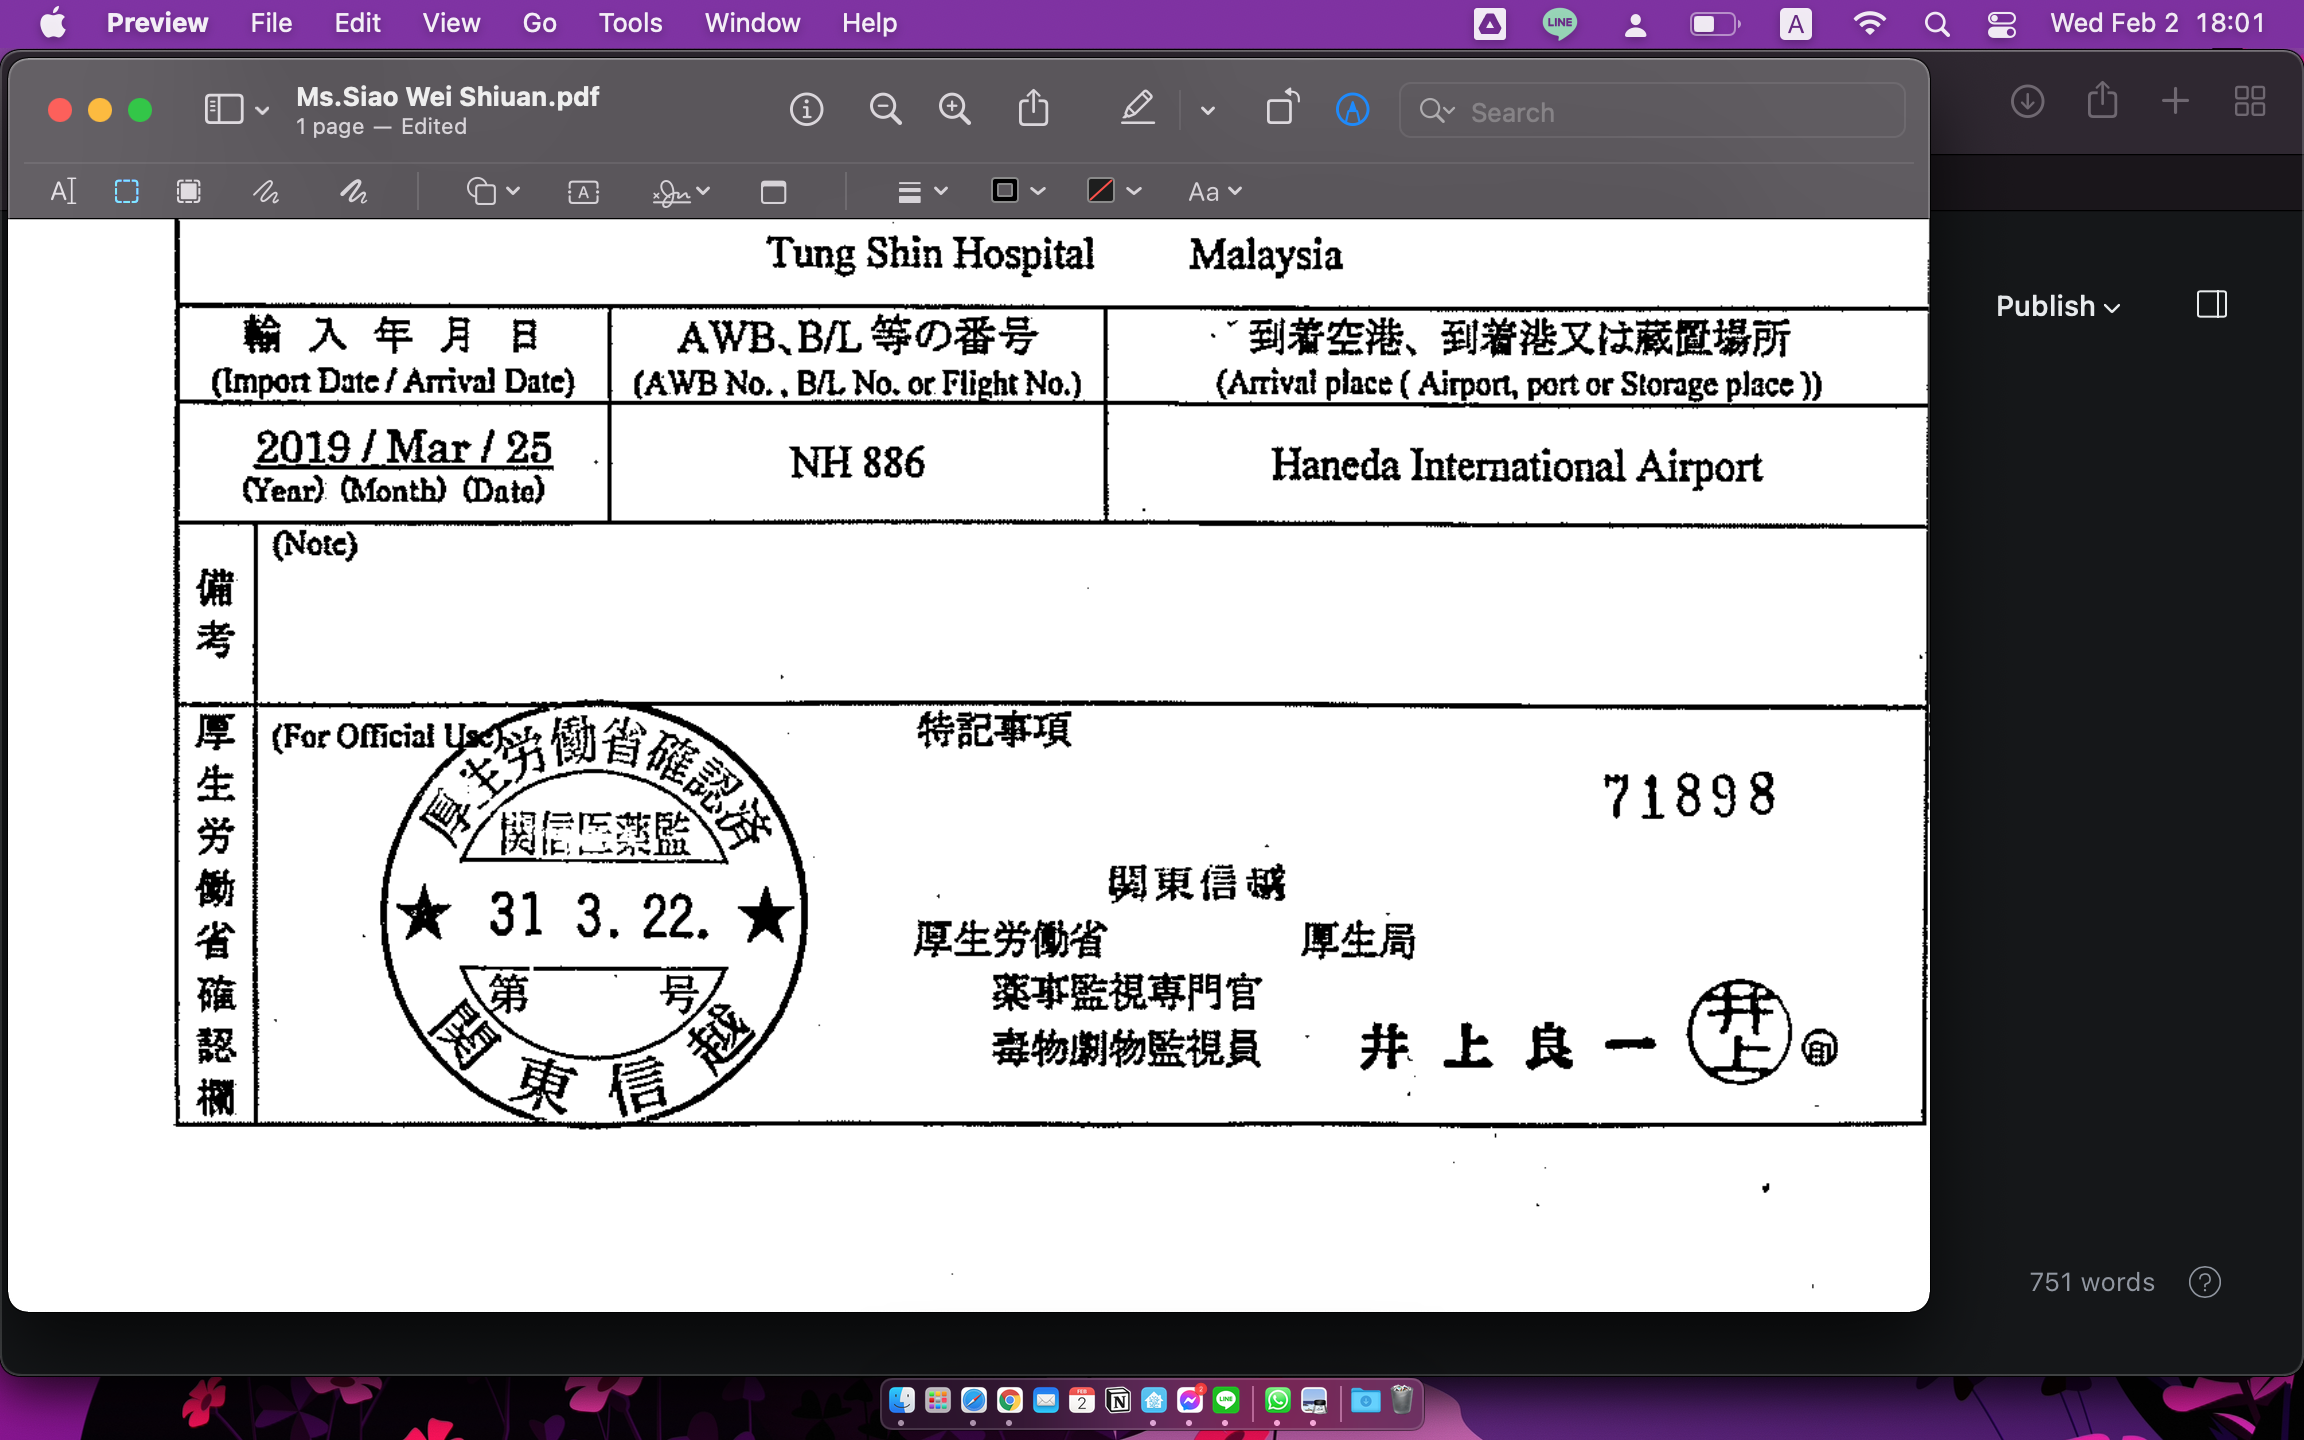 Preview File Edit View Go Tools Window Help LINE A Wed Feb 2 18:01
Ms.Siao Wei Shiuan.pdf
1 page — Edited
Search
A A Aa
Tung Shin Hospital Malaysia
輸入年月日 AWB、B/L 等の番号 到着空港、到着港又は蔵置場所
(Import Date / Arrival Date) (AWB No. , B/L No. or Flight No.) (Arrival place ( Airport, port or Storage place ))
2019 / Mar / 25 NH 886 Haneda International Airport
(Year) (Month) (Date)
備考
(Note)
厚生労働省確認欄
(For Official Use)
厚生労働省確認済
関信医薬監
★ 31 3. 22. ★
第 号
関東信越
特記事項
71898
関東信越
厚生労働省 厚生局
薬事監視専門官
毒物劇物監視員 井上良一 井上 印
Publish
751 words
?
FEB
2
2
LINE